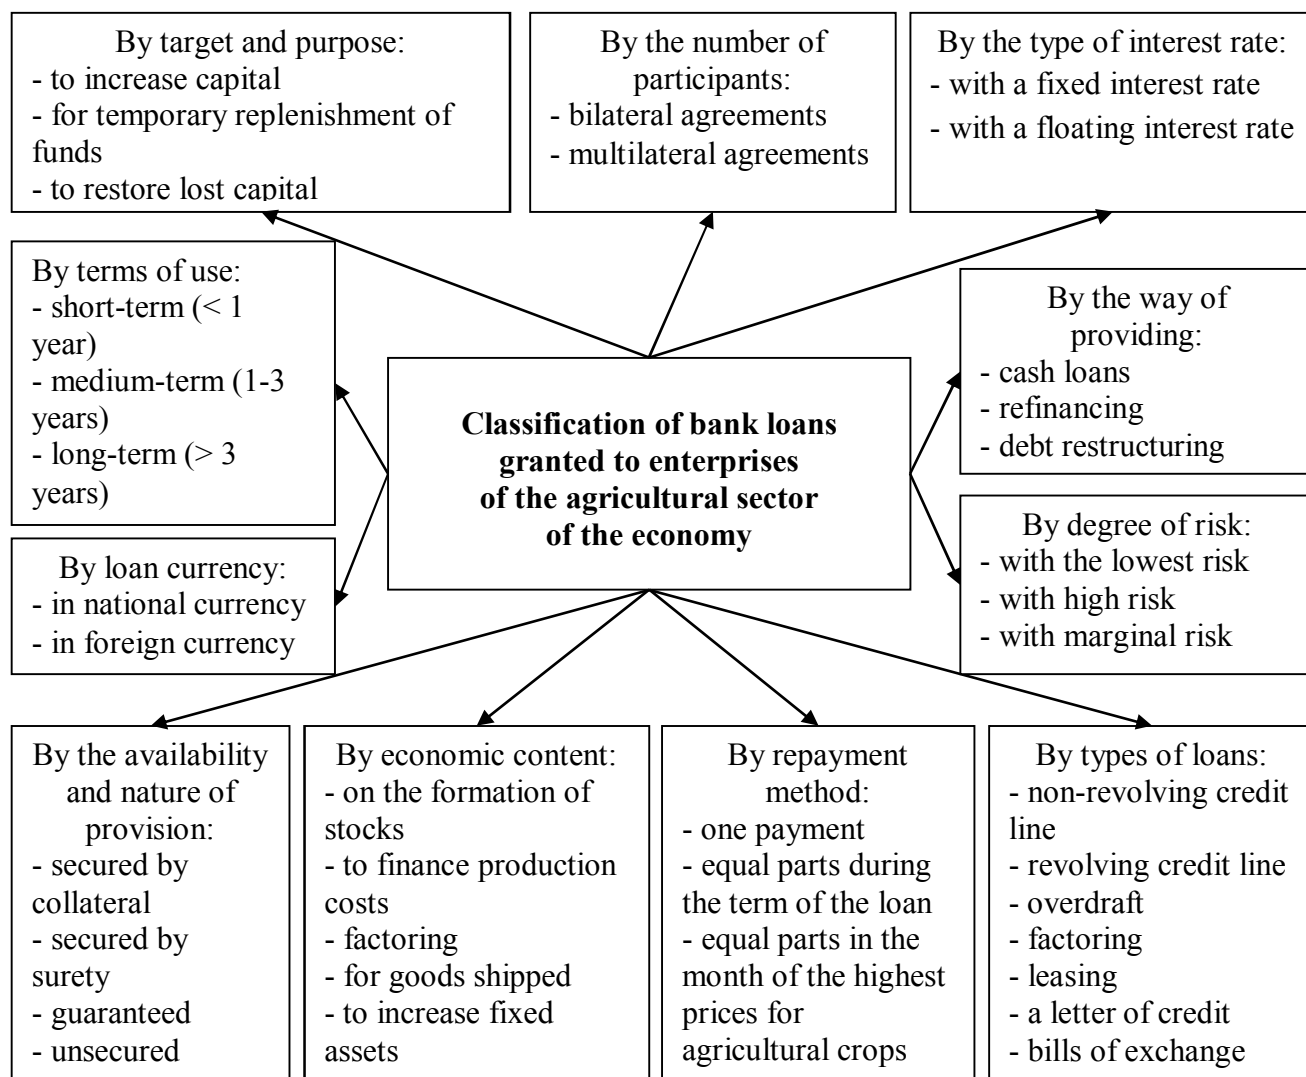 By target and purpose:
- to increase capital
- for temporary replenishment of
funds
- to restore lost capital
By the number of
participants:
- bilateral agreements
- multilateral agreements
By the type of interest rate:
- with a fixed interest rate
- with a floating interest rate
By terms of use:
- short-term (< 1
year)
- medium-term (1-3
years)
- long-term (> 3
years)
By the way of
providing:
- cash loans
- refinancing
- debt restructuring
Classification of bank loans
granted to enterprises
of the agricultural sector
of the economy
By loan currency:
- in national currency
- in foreign currency
By degree of risk:
- with the lowest risk
- with high risk
- with marginal risk
By the availability
and nature of
provision:
- secured by
collateral
- secured by
surety
- guaranteed
- unsecured
By economic content:
- on the formation of
stocks
- to finance production
costs
- factoring
- for goods shipped
- to increase fixed
assets
By repayment
method:
- one payment
- equal parts during
the term of the loan
- equal parts in the
month of the highest
prices for
agricultural crops
By types of loans:
- non-revolving credit
line
- revolving credit line
- overdraft
- factoring
- leasing
- a letter of credit
- bills of exchange